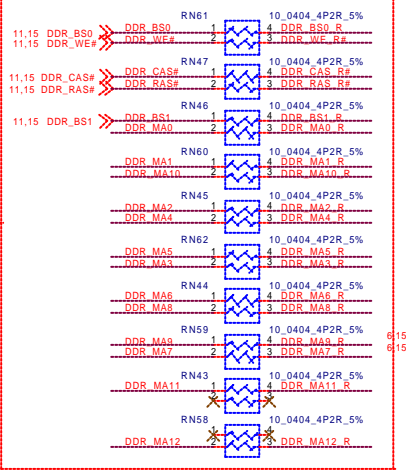 RN61 10_0404_4P2R_5%
11,15 DDR_BS0 DDR_BS0 1 4 DDR_BS0_R
11,15 DDR_WE# DDR_WE# 2 3 DDR_WE_R#
RN47 10_0404_4P2R_5%
11,15 DDR_CAS# DDR_CAS# 1 4 DDR_CAS_R#
11,15 DDR_RAS# DDR_RAS# 2 3 DDR_RAS_R#
RN46 10_0404_4P2R_5%
11,15 DDR_BS1 DDR_BS1 1 4 DDR_BS1_R
DDR_MA0 2 3 DDR_MA0_R
RN60 10_0404_4P2R_5%
DDR_MA1 1 4 DDR_MA1_R
DDR_MA10 2 3 DDR_MA10_R
RN45 10_0404_4P2R_5%
DDR_MA2 1 4 DDR_MA2_R
DDR_MA4 2 3 DDR_MA4_R
RN62 10_0404_4P2R_5%
DDR_MA5 1 4 DDR_MA5_R
DDR_MA3 2 3 DDR_MA3_R
RN44 10_0404_4P2R_5%
DDR_MA6 1 4 DDR_MA6_R
DDR_MA8 2 3 DDR_MA8_R
RN59 10_0404_4P2R_5%
DDR_MA9 1 4 DDR_MA9_R 6,15
DDR_MA7 2 3 DDR_MA7_R 6,15
RN43 10_0404_4P2R_5%
DDR_MA11 1 4 DDR_MA11_R
2 3
RN58 10_0404_4P2R_5%
1 4
DDR_MA12 2 3 DDR_MA12_R